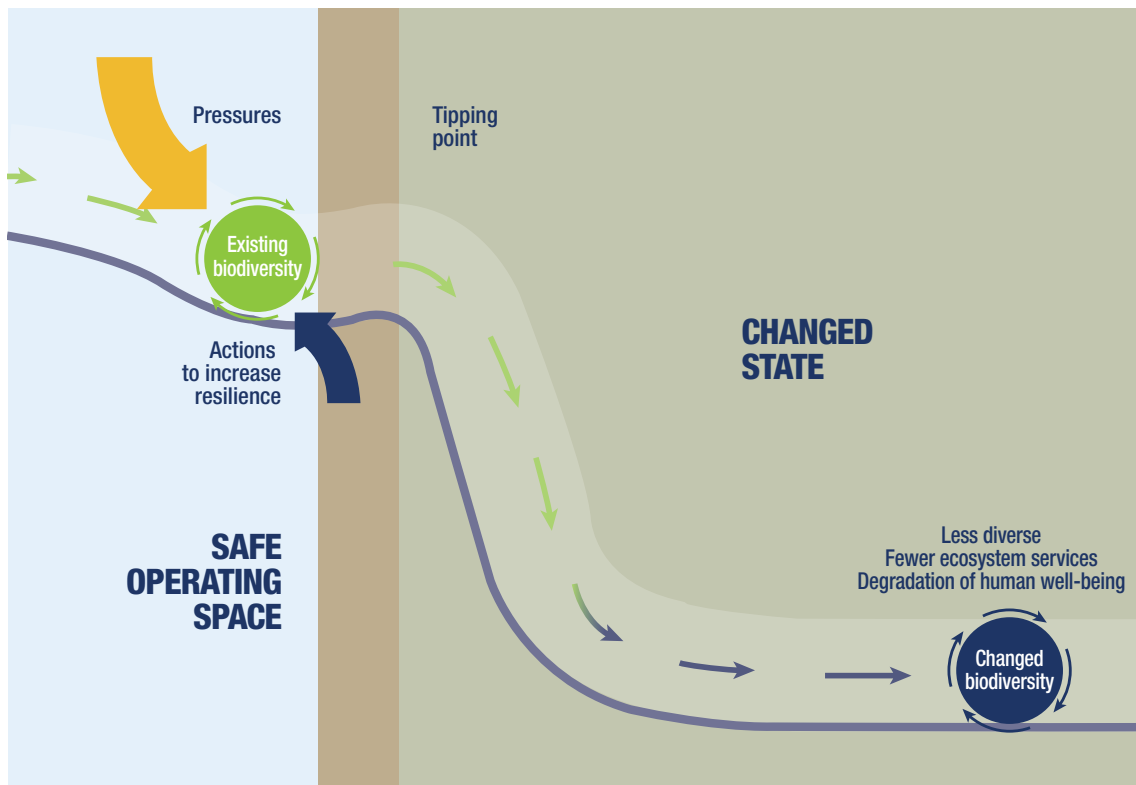 Pressures
Tipping
point
Existing
biodiversity
Actions
to increase
resilience
CHANGED
STATE
SAFE
OPERATING
SPACE
Less diverse
Fewer ecosystem services
Degradation of human well-being
Changed
biodiversity